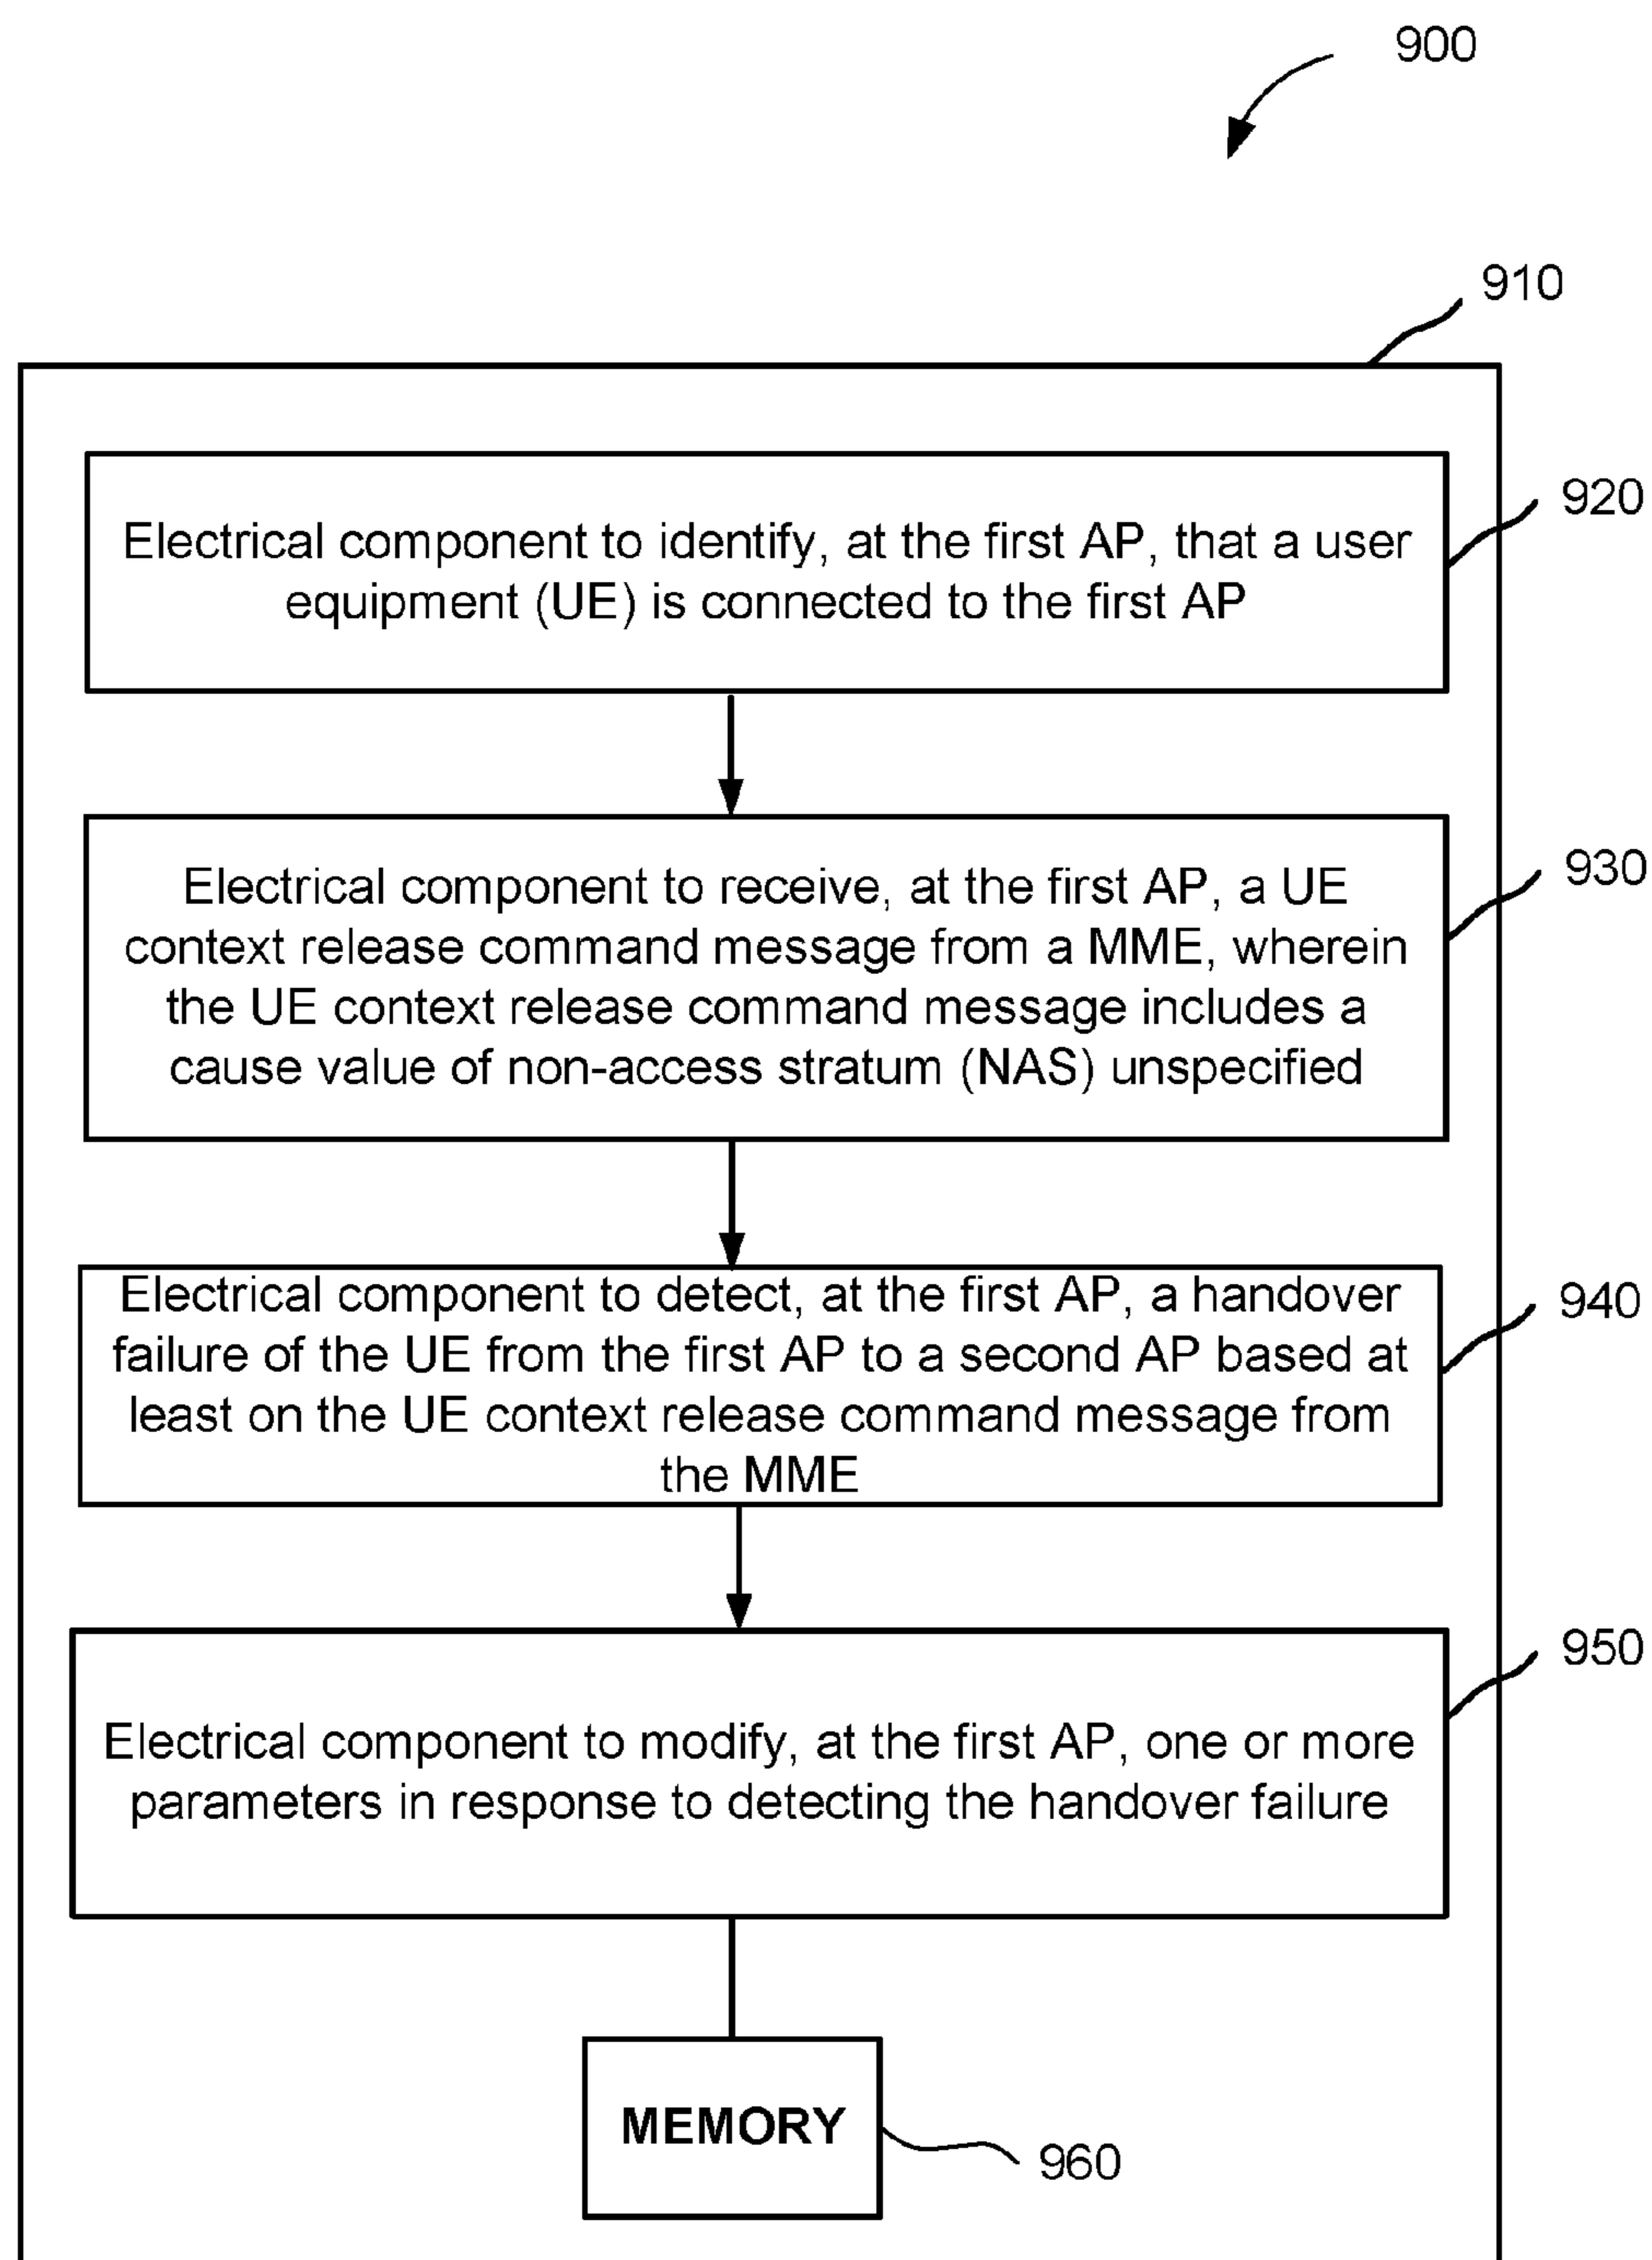 900
910
920
Electrical component to identify, at the first AP, that a user
equipment (UE) is connected to the first AP
930
Electrical component to receive, at the first AP, a UE
context release command message from a MME, wherein
the UE context release command message includes a
cause value of non-access stratum (NAS) unspecified
940
Electrical component to detect, at the first AP, a handover
failure of the UE from the first AP to a second AP based at
least on the UE context release command message from
the MME
950
Electrical component to modify, at the first AP, one or more
parameters in response to detecting the handover failure
MEMORY
960